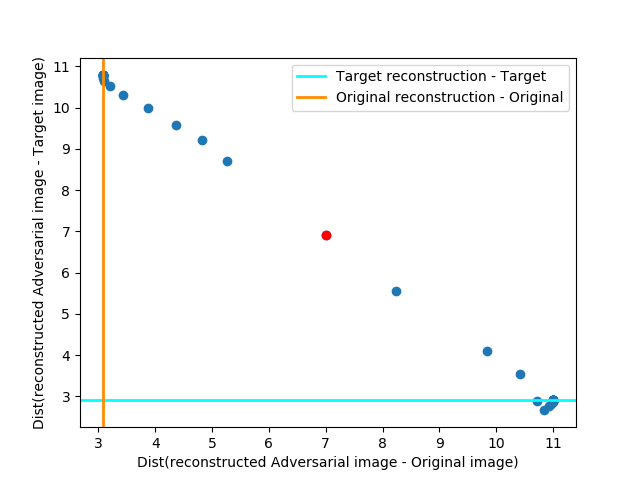 Target reconstruction - Target
Original reconstruction - Original
Dist(reconstructed Adversarial image - Target image)
11
10
9
8
7
6
5
4
3
3 4 5 6 7 8 9 10 11
Dist(reconstructed Adversarial image - Original image)